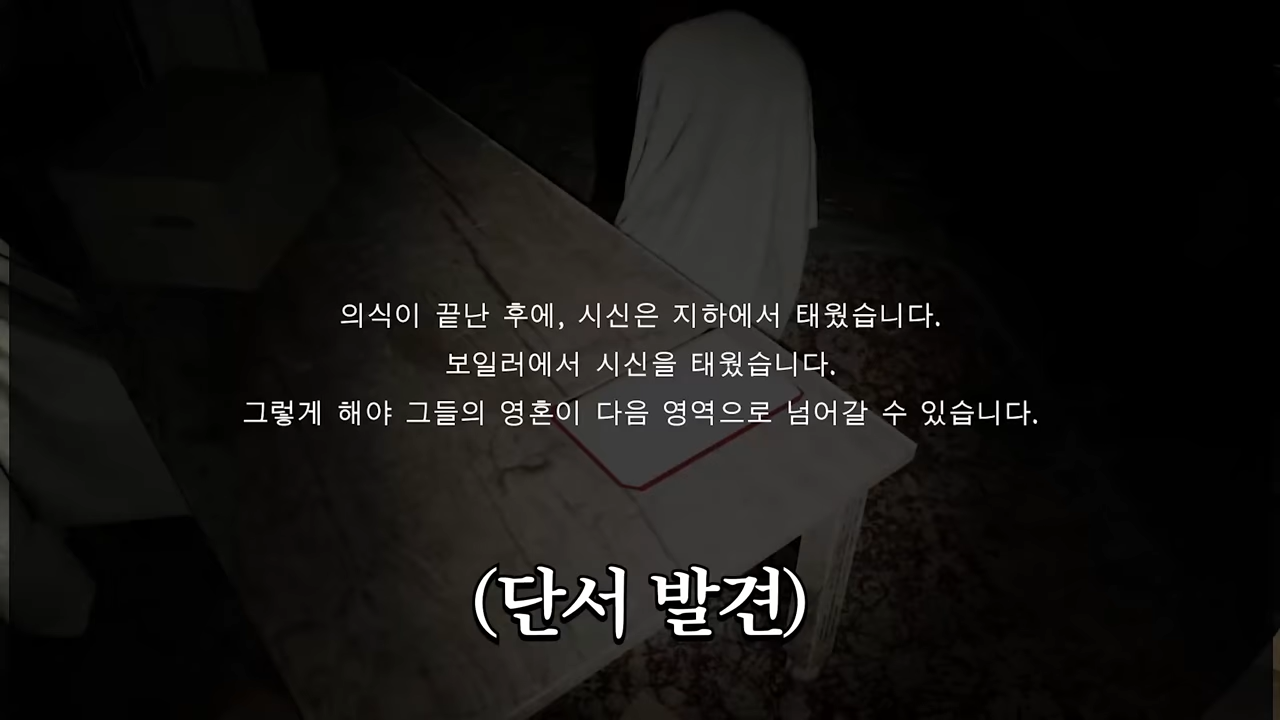 의식이 끝난 후에, 시신은 지하에서 태웠습니다.
보일러에서 시신을 태웠습니다.
그렇게 해야 그들의 영혼이 다음 영역으로 넘어갈 수 있습니다.
(단서 발견)